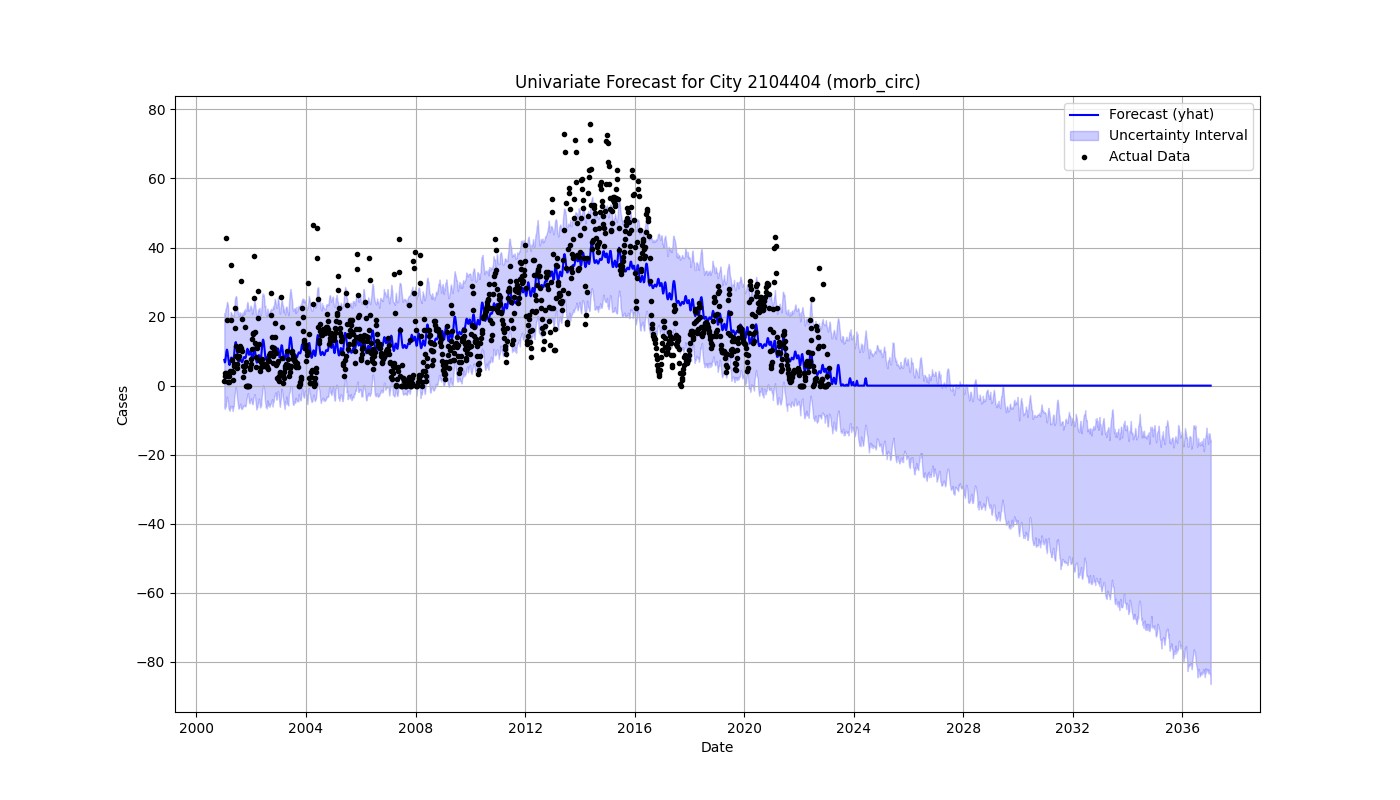 Univariate Forecast for City 2104404 (morb_circ)
Forecast (yhat)
Uncertainty Interval
Actual Data
80
60
40
20
0
−20
−40
−60
−80
Cases
2000 2004 2008 2012 2016 2020 2024 2028 2032 2036
Date